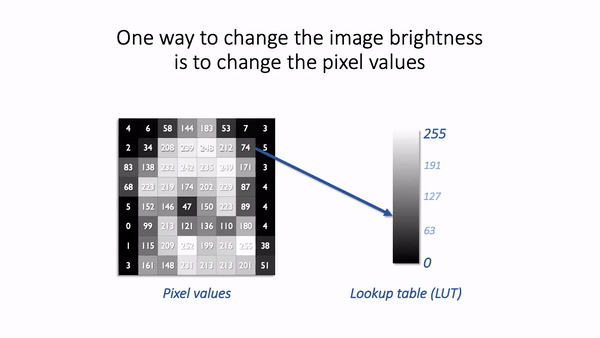 One way to change the image brightness
is to change the pixel values
4 6 58 144 183 53 7 3
2 34 208 239 248 212 74 5
83 138 232 242 235 249 171 3
68 223 219 174 202 229 87 4
5 152 146 47 150 223 89 4
0 99 213 121 136 110 180 4
1 115 209 252 199 216 255 38
3 161 148 231 213 213 201 51
255
191
127
63
0
Pixel values
Lookup table (LUT)